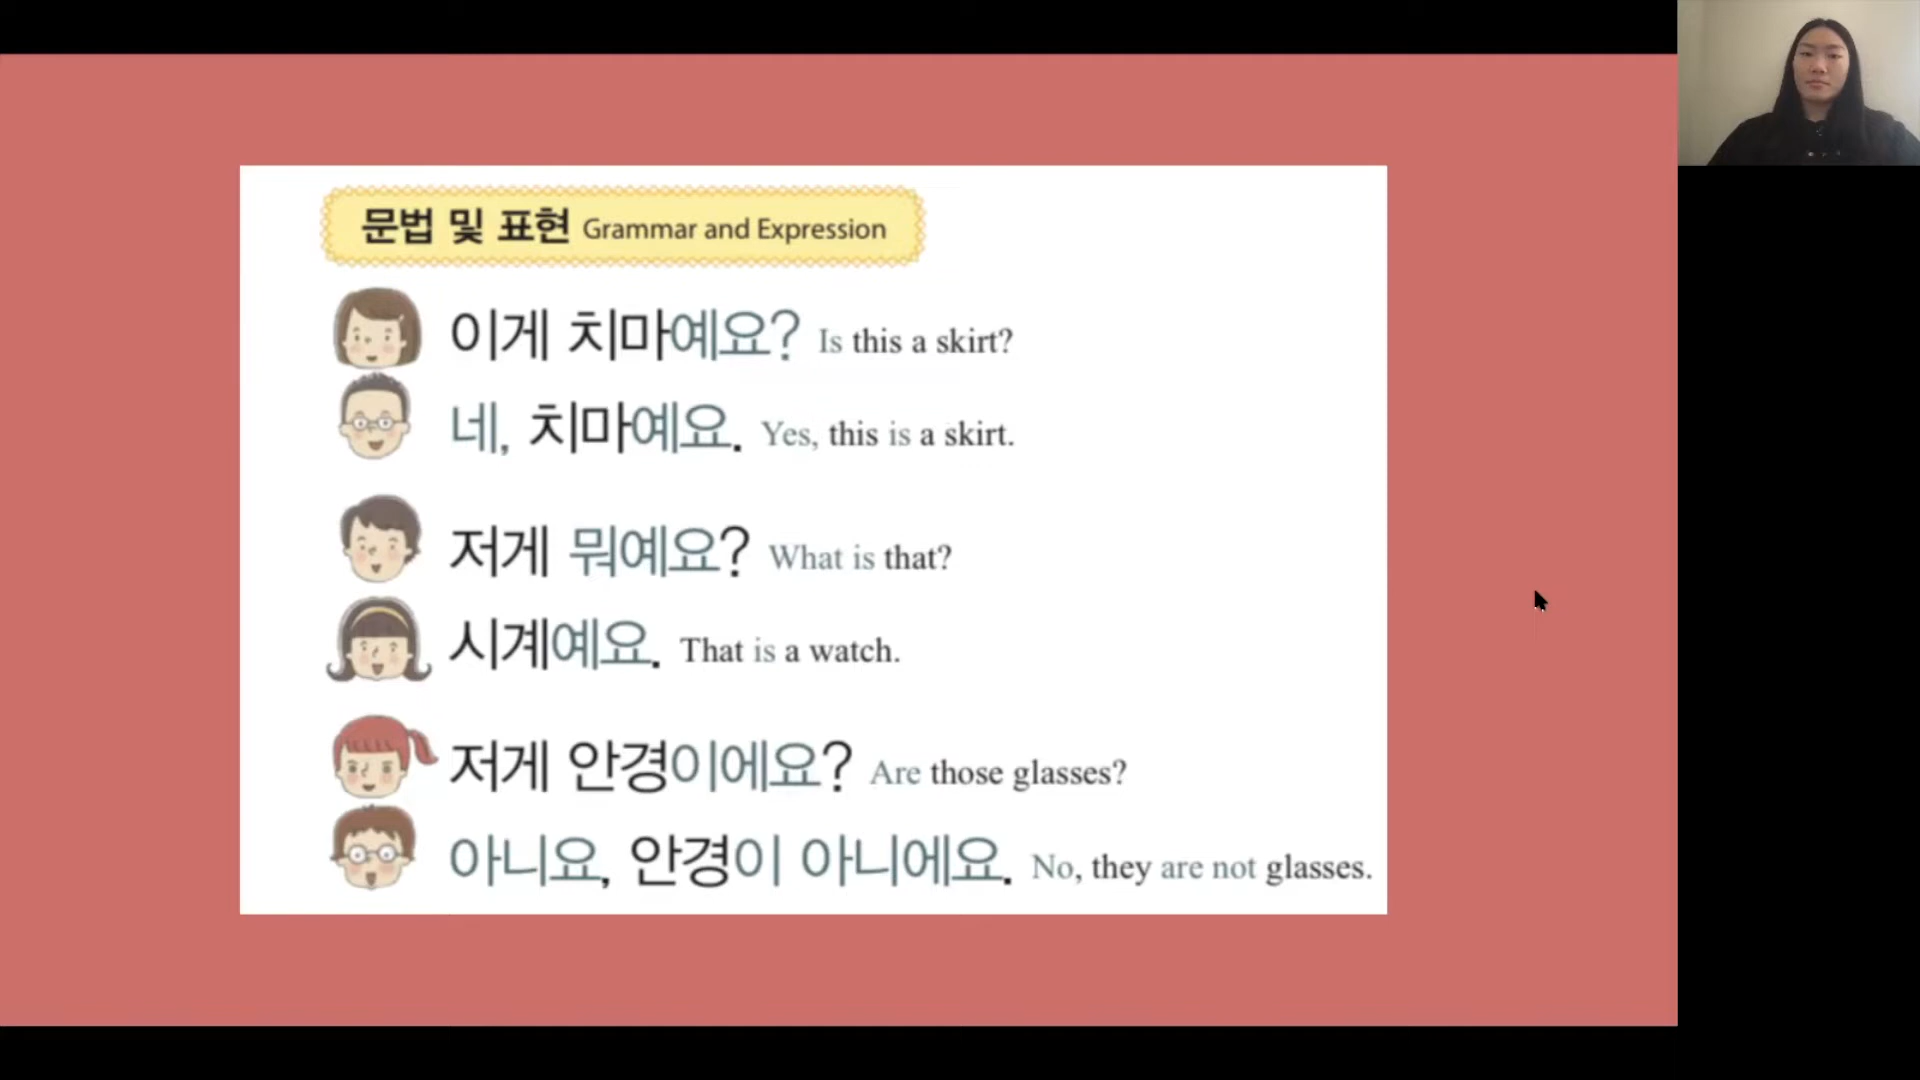 문법 및 표현 Grammar and Expression
이게 치마예요? Is this a skirt?
네, 치마예요. Yes, this is a skirt.
저게 뭐예요? What is that?
시계예요. That is a watch.
저게 안경이에요? Are those glasses?
아니요, 안경이 아니에요. No, they are not glasses.